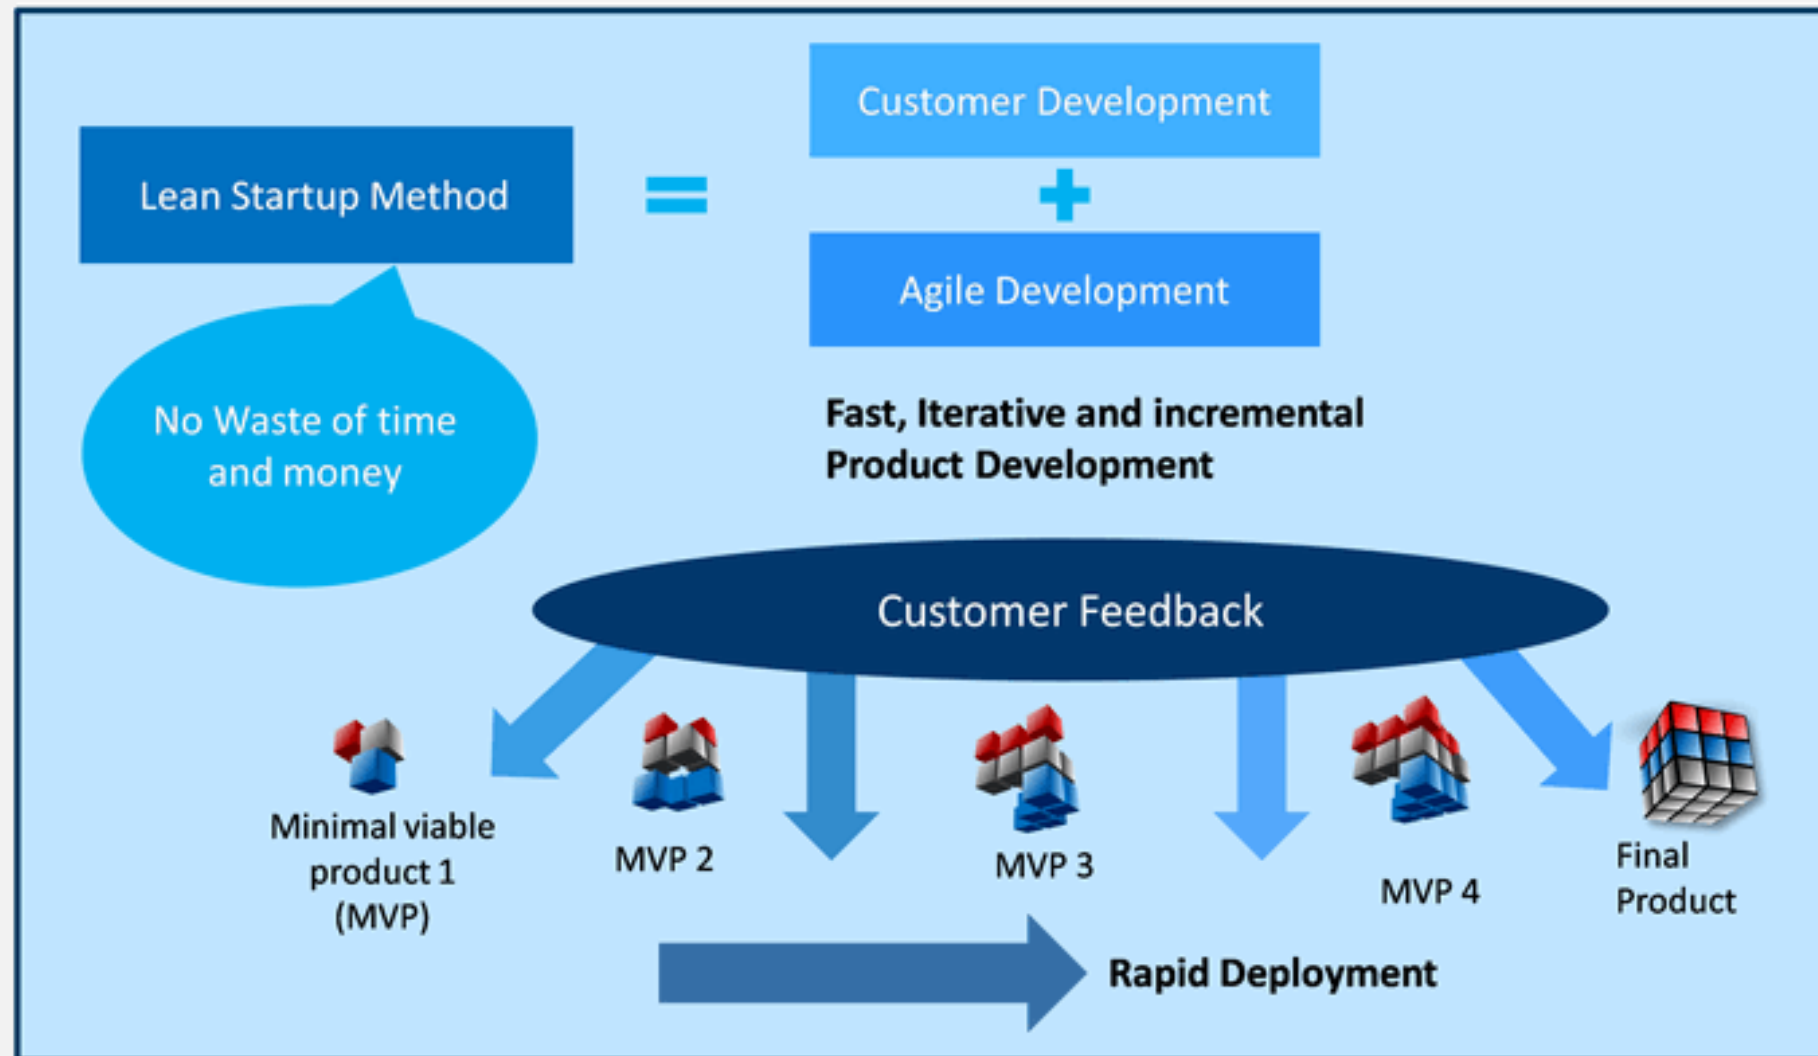 Customer Development
Lean Startup Method
=
+
Agile Development
No Waste of time
and money
Fast, Iterative and incremental
Product Development
Customer Feedback
Minimal viable
product 1
(MVP)
MVP 2
MVP 3
MVP 4
Final
Product
Rapid Deployment